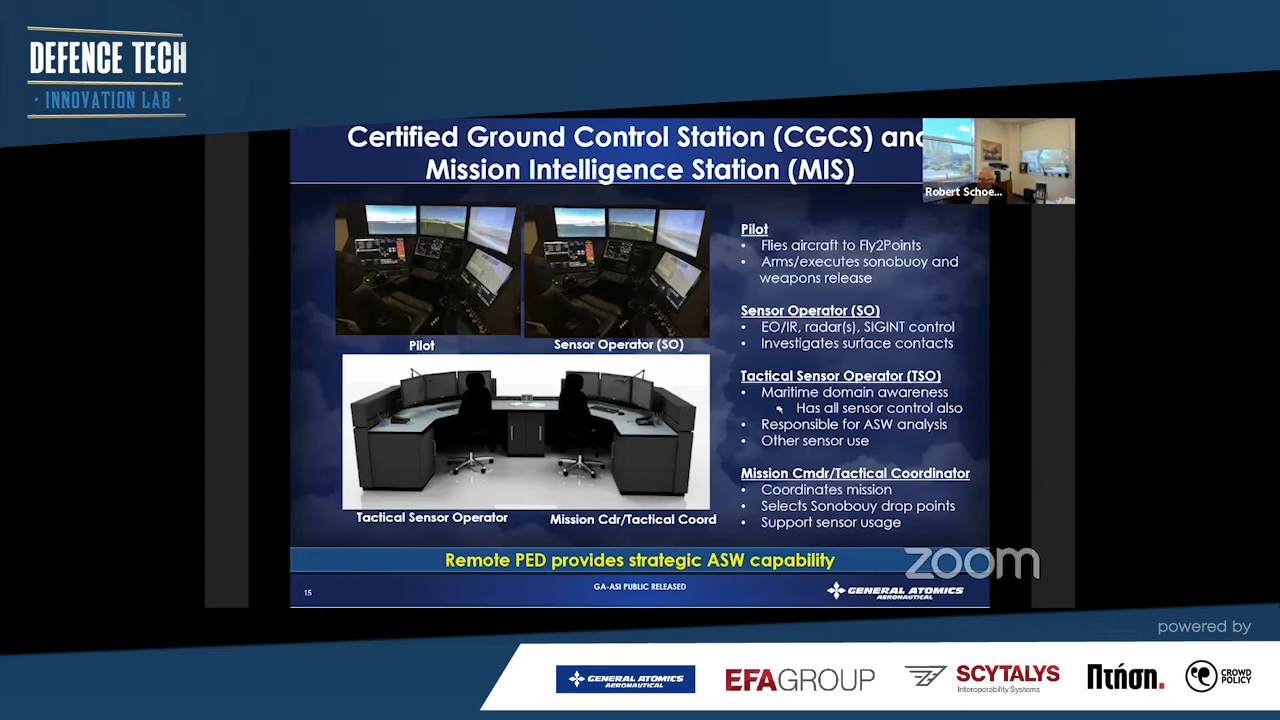 DEFENCE TECH
· INNOVATION LAB ·
Certified Ground Control Station (CGCS) and
Mission Intelligence Station (MIS)
Robert Schoe...
Pilot
Sensor Operator (SO)
Tactical Sensor Operator
Mission Cdr/Tactical Coord
Pilot
• Flies aircraft to Fly2Points
• Arms/executes sonobuoy and
weapons release
Sensor Operator (SO)
• EO/IR, radar(s), SIGINT control
• Investigates surface contacts
Tactical Sensor Operator (TSO)
• Maritime domain awareness
Has all sensor control also
• Responsible for ASW analysis
• Other sensor use
Mission Cmdr/Tactical Coordinator
• Coordinates mission
• Selects Sonobouy drop points
• Support sensor usage
Remote PED provides strategic ASW capability
zoom
15
GA-ASI PUBLIC RELEASED
GENERAL ATOMICS
AERONAUTICAL
powered by
GENERAL ATOMICS
AERONAUTICAL
EFAGROUP
SCYTALYS
Interoperability Systems
Πτήση.
CROWD
POLICY